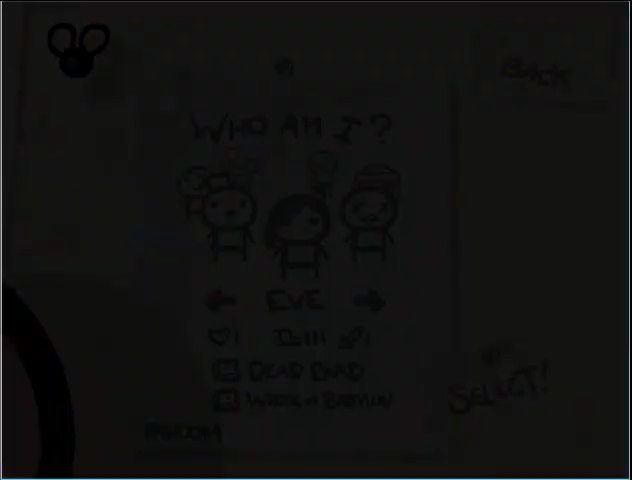 Back
WHO AM I?
EVE
DEAD BIRD
WHORE of BABYLON
SELECT!
RANDOM